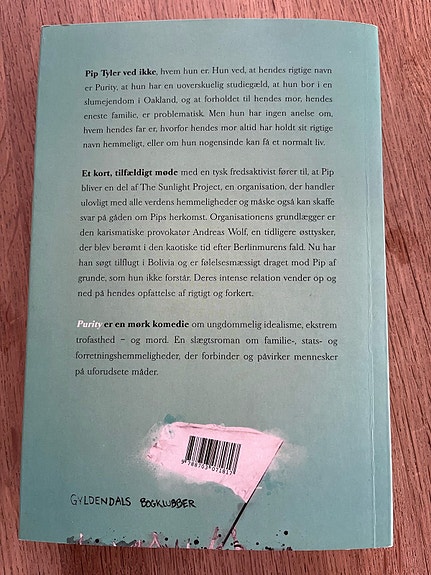 Pip Tyler ved ikke, hvem hun er. Hun ved, at hendes rigtige navn
er Purity, at hun har en uoverskuelig studiegæld, at hun bor i en
slumejendom i Oakland, og at forholdet til hendes mor, hendes
eneste familie, er problematisk. Men hun har ingen anelse om,
hvem hendes far er, hvorfor hendes mor altid har holdt sit rigtige
navn hemmeligt, eller om hun nogensinde kan få et normalt liv.
Et kort, tilfældigt møde med en tysk fredsaktivist fører til, at Pip
bliver en del af The Sunlight Project, en organisation, der handler
ulovligt med alle verdens hemmeligheder og måske også kan skaffe
svar på gåden om Pips herkomst. Organisationens grundlægger er
den karismatiske provokatør Andreas Wolf, en tidligere østtysker,
der blev berømt i den kaotiske tid efter Berlinmurens fald. Nu har
han søgt tilflugt i Bolivia og er følelsesmæssigt draget mod Pip af
grunde, som hun ikke forstår. Deres intense relation vender op og
ned på hendes opfattelse af rigtigt og forkert.
Purity er en mørk komedie om ungdommelig idealisme, ekstrem
trofasthed – og mord. En slægtsroman om familie-, stats- og
forretningshemmeligheder, der forbinder og påvirker mennesker
på uforudsete måder.
9788703071817
GYLDENDALS BOGKLUBBER